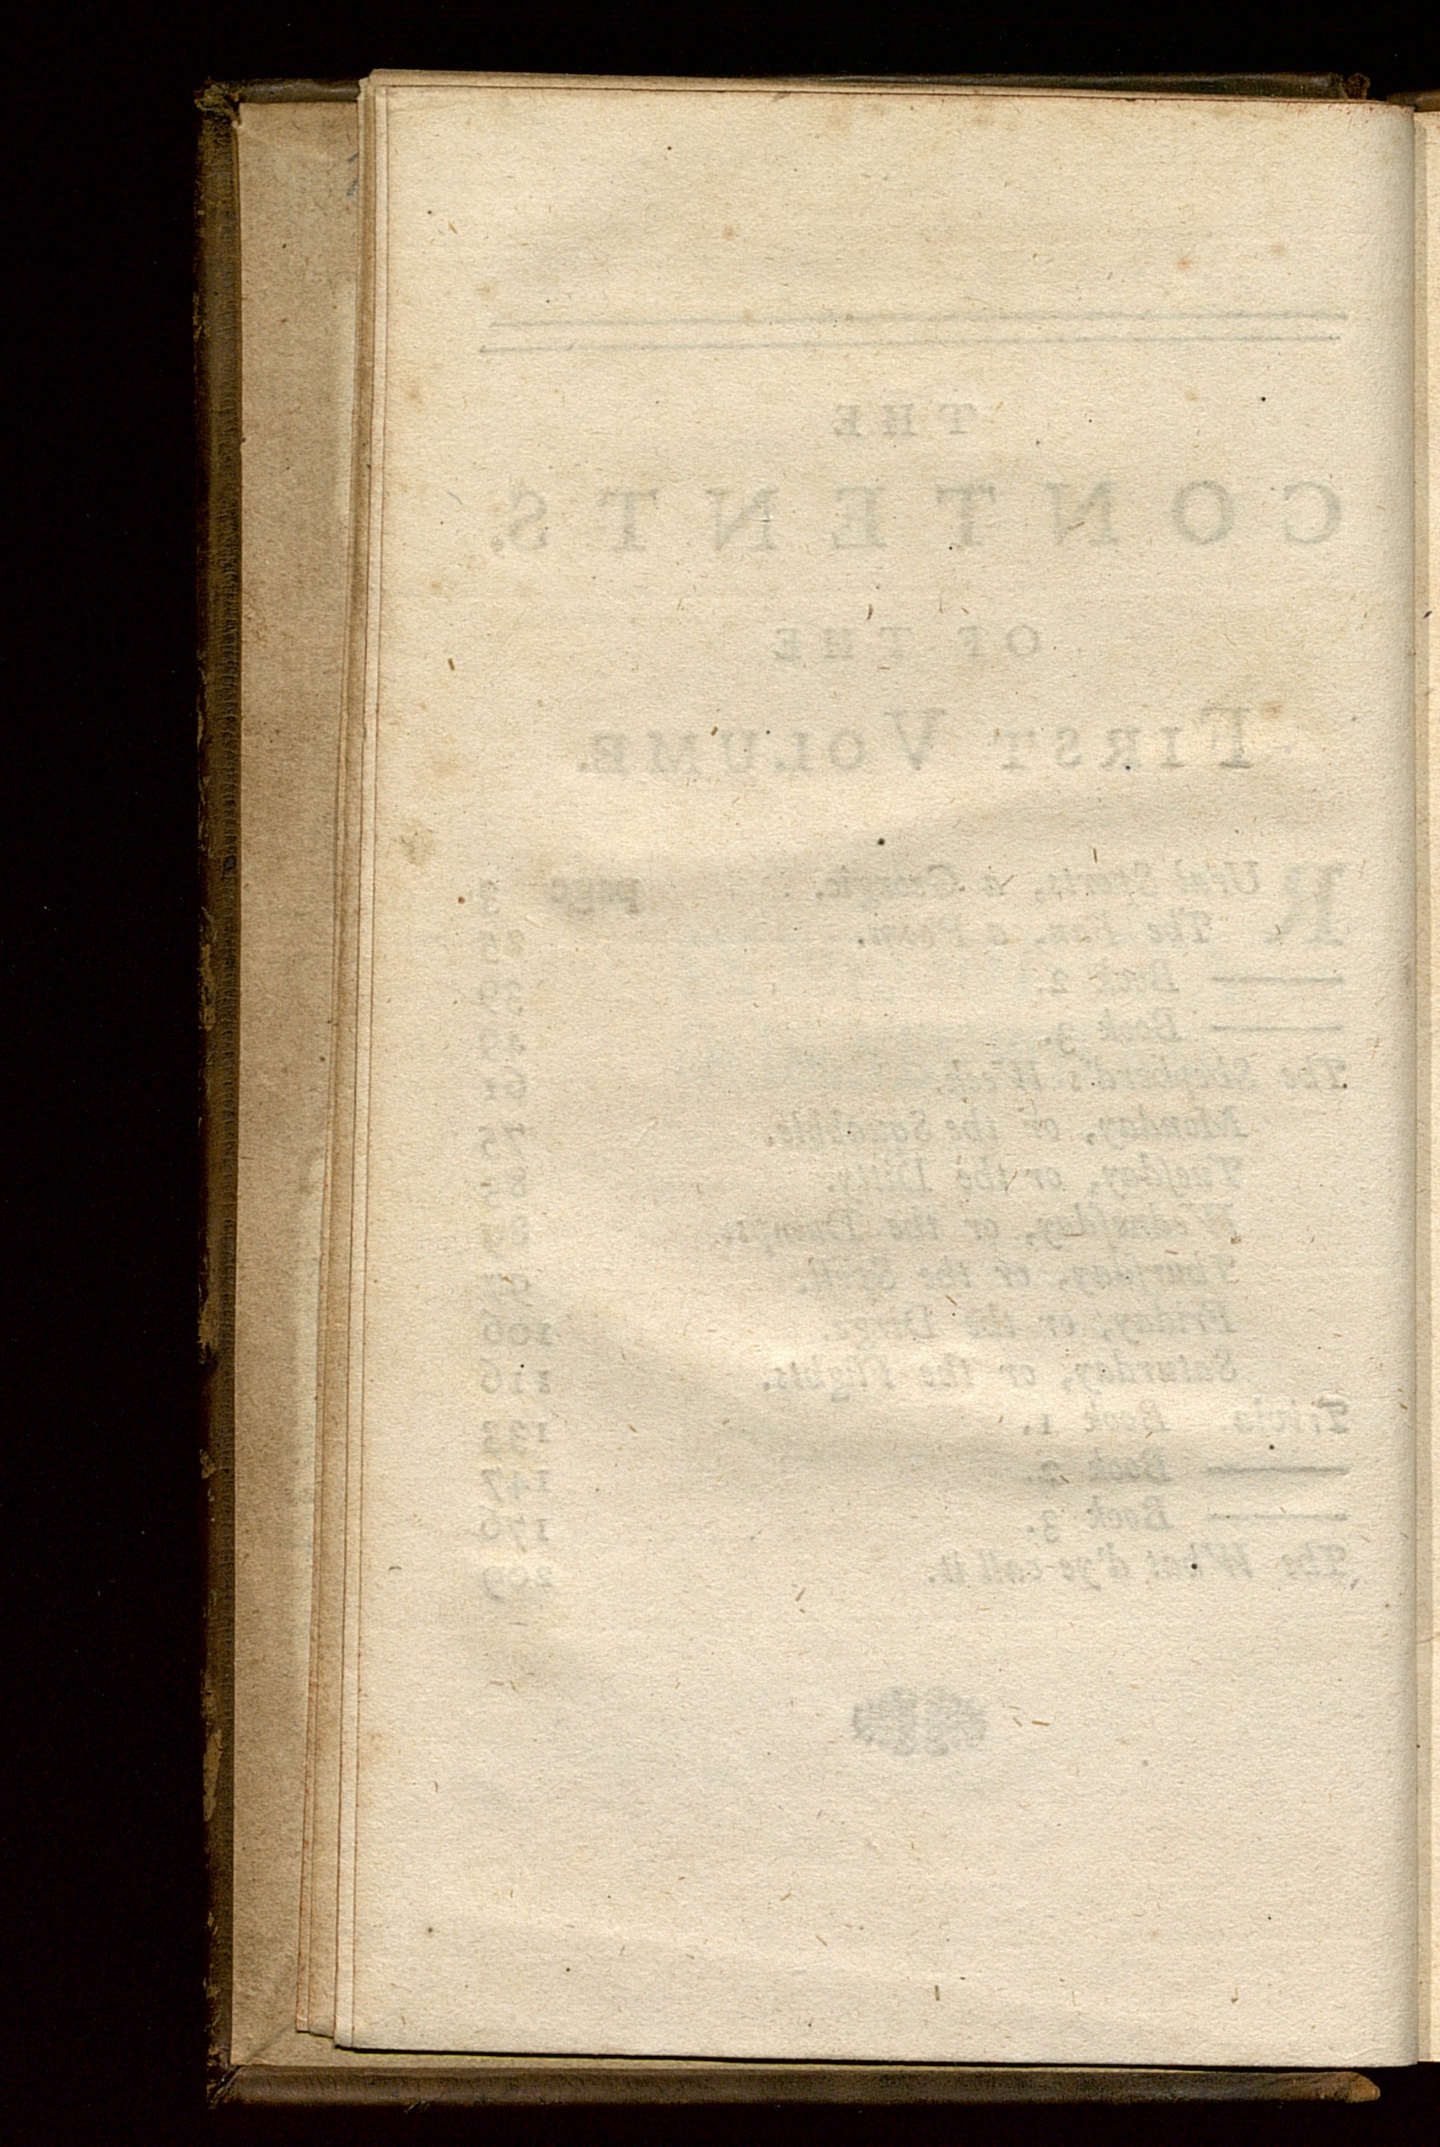 THE
CONTENTS
OF THE
FIRST VOLUME.
RUral Sports, a Georgic. page 3
The Fan, a Poem. 25
Book 2. 39
Book 3.
The Shepherd's Week. 61
Monday, or the Squabble. 75
Tuesday, or the Ditty.
Wednesday, or the Dumps. 89
Thursday, or the Spell.
Friday, or the Dirge. 106
Saturday, or the Flights. 116
Trivia. Book 1. 133
Book 2. 147
Book 3. 170
The What d'ye call it. 209